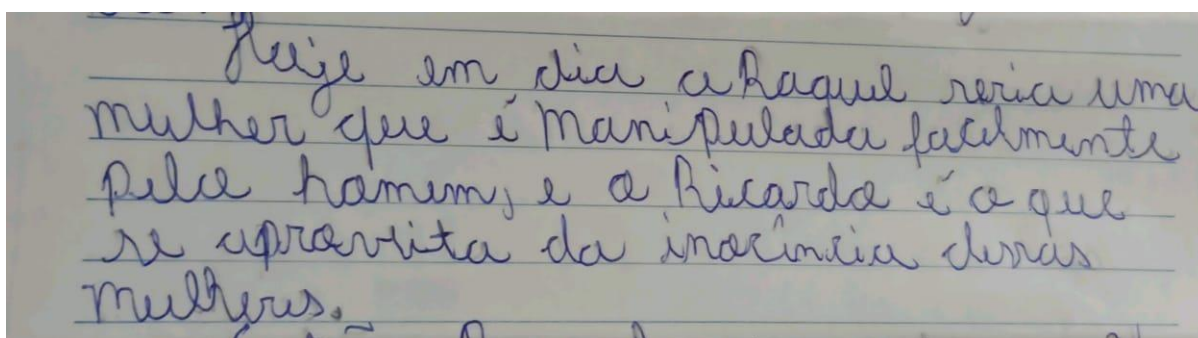 Hoje em dia a Raquel seria uma
mulher que é manipulada facilmente
pelo homem, e o Ricardo é o que
se aproveita da inocência dessas
mulheres.